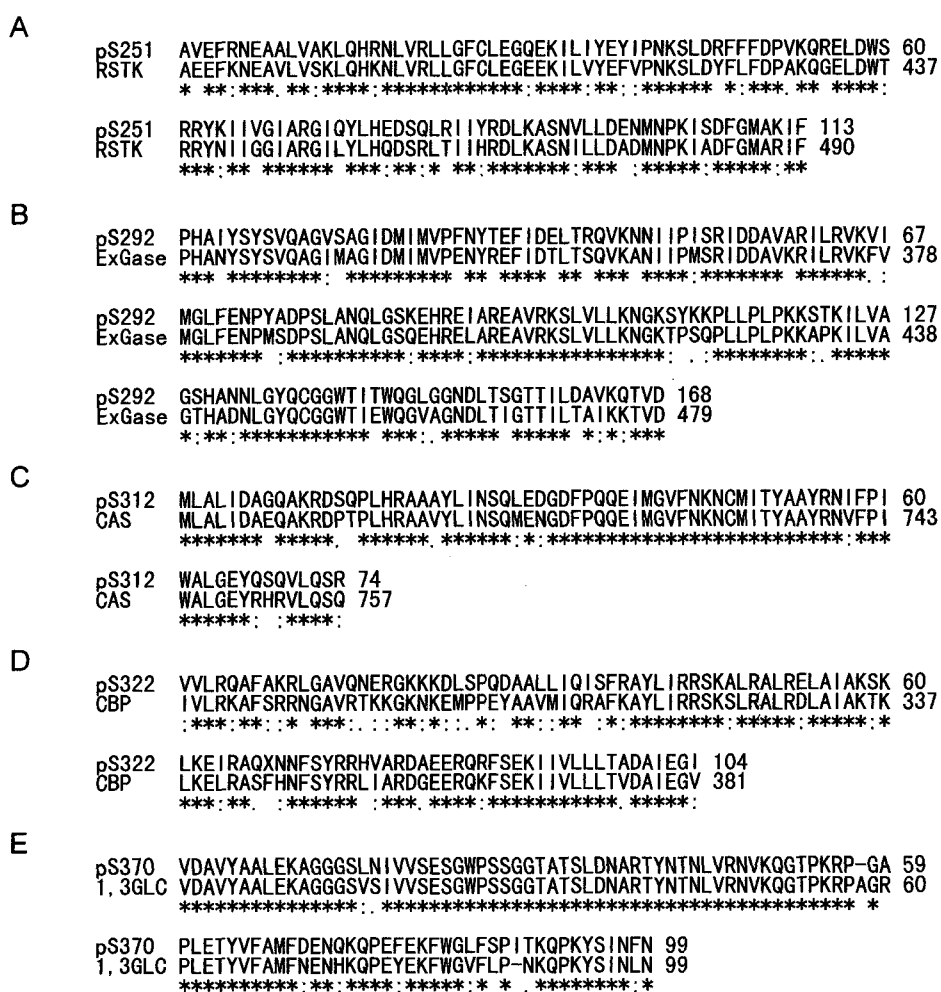 A
pS251 AVEFRNEAALVAKLQHRNLVRLLGFCLEGQEKILIYEYIPNKSLDRFFFDPVKQRELDWS 60
RSTK AEEFKNEAVLVSKLQHKNLVRLLGFCLEGEEKILVYEFVPNKSLDYFLFDPAKQGELDWT 437
* **:***.**:****:************:****:**::****** *:***.** ****:
pS251 RRYKIIVGIARGIQYLHEDSQLRIIYRDLKASNVLLDENMNPKISDFGMAKIF 113
RSTK RRYNIIGGIARGILYLHQDSRLTIIHRDLKASNILLDADMNPKIADFGMARIF 490
***:** ****** ***:**:* **:*******:*** :*****:*****:**
B
pS292 PHAIYSYSVQAGVSAGIDMIMVPFNYTEFIDELTRQVKNNIIPISRIDDAVARILRVKVI 67
ExGase PHANYSYSVQAGIMAGIDMIMVPENYREFIDTLTSQVKANIIPMSRIDDAVKRILRVKFV 378
*** ********: ********* ** **** ** *** **** ******* ******.:
pS292 MGLFENPYADPSLANQLGSKEHREIAREAVRKSLVLLKNGKSYKKPLLPLPKKSTKILVA 127
ExGase MGLFENPMSDPSLANQLGSQEHRELAREAVRKSLVLLKNGKTPSQPLLPLPKKAPKILVA 438
******* :**********:****:****************: .:********:.*****
pS292 GSHANNLGYQCGGWTITWQGLGGNDLTSGTTILDAVKQTVD 168
ExGase GTHADNLGYQCGGWTIEWQGVAGNDLTIGTTILTAIKKTVD 479
*:**:*********** ***:.***** ***** *:*:***
C
pS312 MLALIDAGQAKRDSQPLHRAAAYLINSQLEDGDFPQQEIMGVFNKNCMITYAAYRNIFPI 60
CAS MLALIDAEQAKRDPTPLHRAAVYLINSQMENGDFPQQEIMGVFNKNCMITYAAYRNVFPI 743
******* *****. ******.******:*:*************************:***
pS312 WALGEYQSQVLQSR 74
CAS WALGEYRHRVLQSQ 757
******: :****:
D
pS322 VVLRQAFAKRLGAVQNERGKKKDLSPQDAALLIQISFRAYLIRRSKALRALRELAIAKSK 60
CBP IVLRKAFSRRNGAVRTKKGKNKEMPPEYAAVMIQRAFKAYLIRRSKSLRALRDLAIAKTK 337
:***:**::* ***:.::**:*::.*: **::** :*:********:*****:*****:*
pS322 LKEIRAQXNNFSYRRHVARDAEERQRFSEKIIVLLLTADAIEGI 104
CBP LKELRASFHNFSYRRLIARDGEERQKFSEKIIVLLLTVDAIEGV 381
***:**. :****** :***.****:***********.*****:
E
pS370 VDAVYAALEKAGGGSLNIVVSESGWPSSGGTATSLDNARTYNTNLVRNVKQGTPKRP-GA 59
1,3GLC VDAVYAALEKAGGGSVSIVVSESGWPSSGGTATSLDNARTYNTNLVRNVKQGTPKRPAGR 60
***************:.**************************************** *
pS370 PLETYVFAMFDENQKQPEFEKFWGLFSPITKQPKYSINFN 99
1,3GLC PLETYVFAMFNENHKQPEYEKFWGVFLP-NKQPKYSINLN 99
**********:**:****:*****:* * .********:*